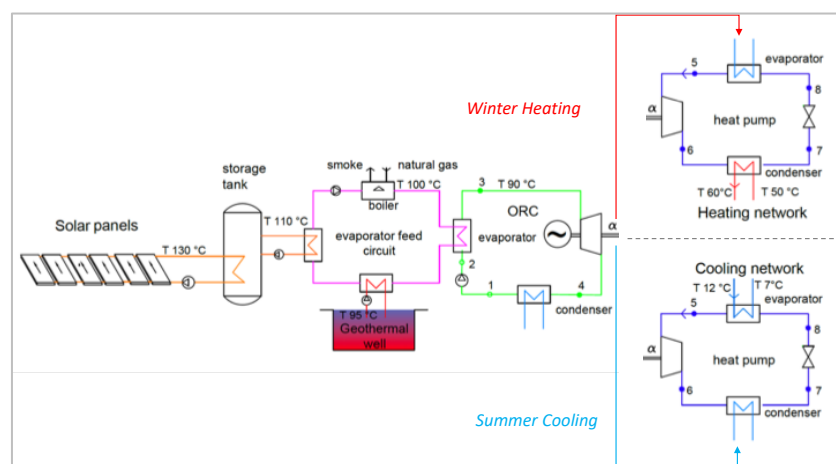 Winter Heating
5
evaporator
8
α
heat pump
6
7
condenser
T 60°C
T 50 °C
Heating network
smoke
natural gas
T 100 °C
boiler
storage
tank
3
T 90 °C
ORC
T 110 °C
Solar panels
T 130 °C
evaporator feed
circuit
evaporator
~
α
2
1
4
condenser
T 95 °C
Geothermal
well
Cooling network
T 12 °C
T 7°C
evaporator
5
8
α
heat pump
6
7
condenser
Summer Cooling